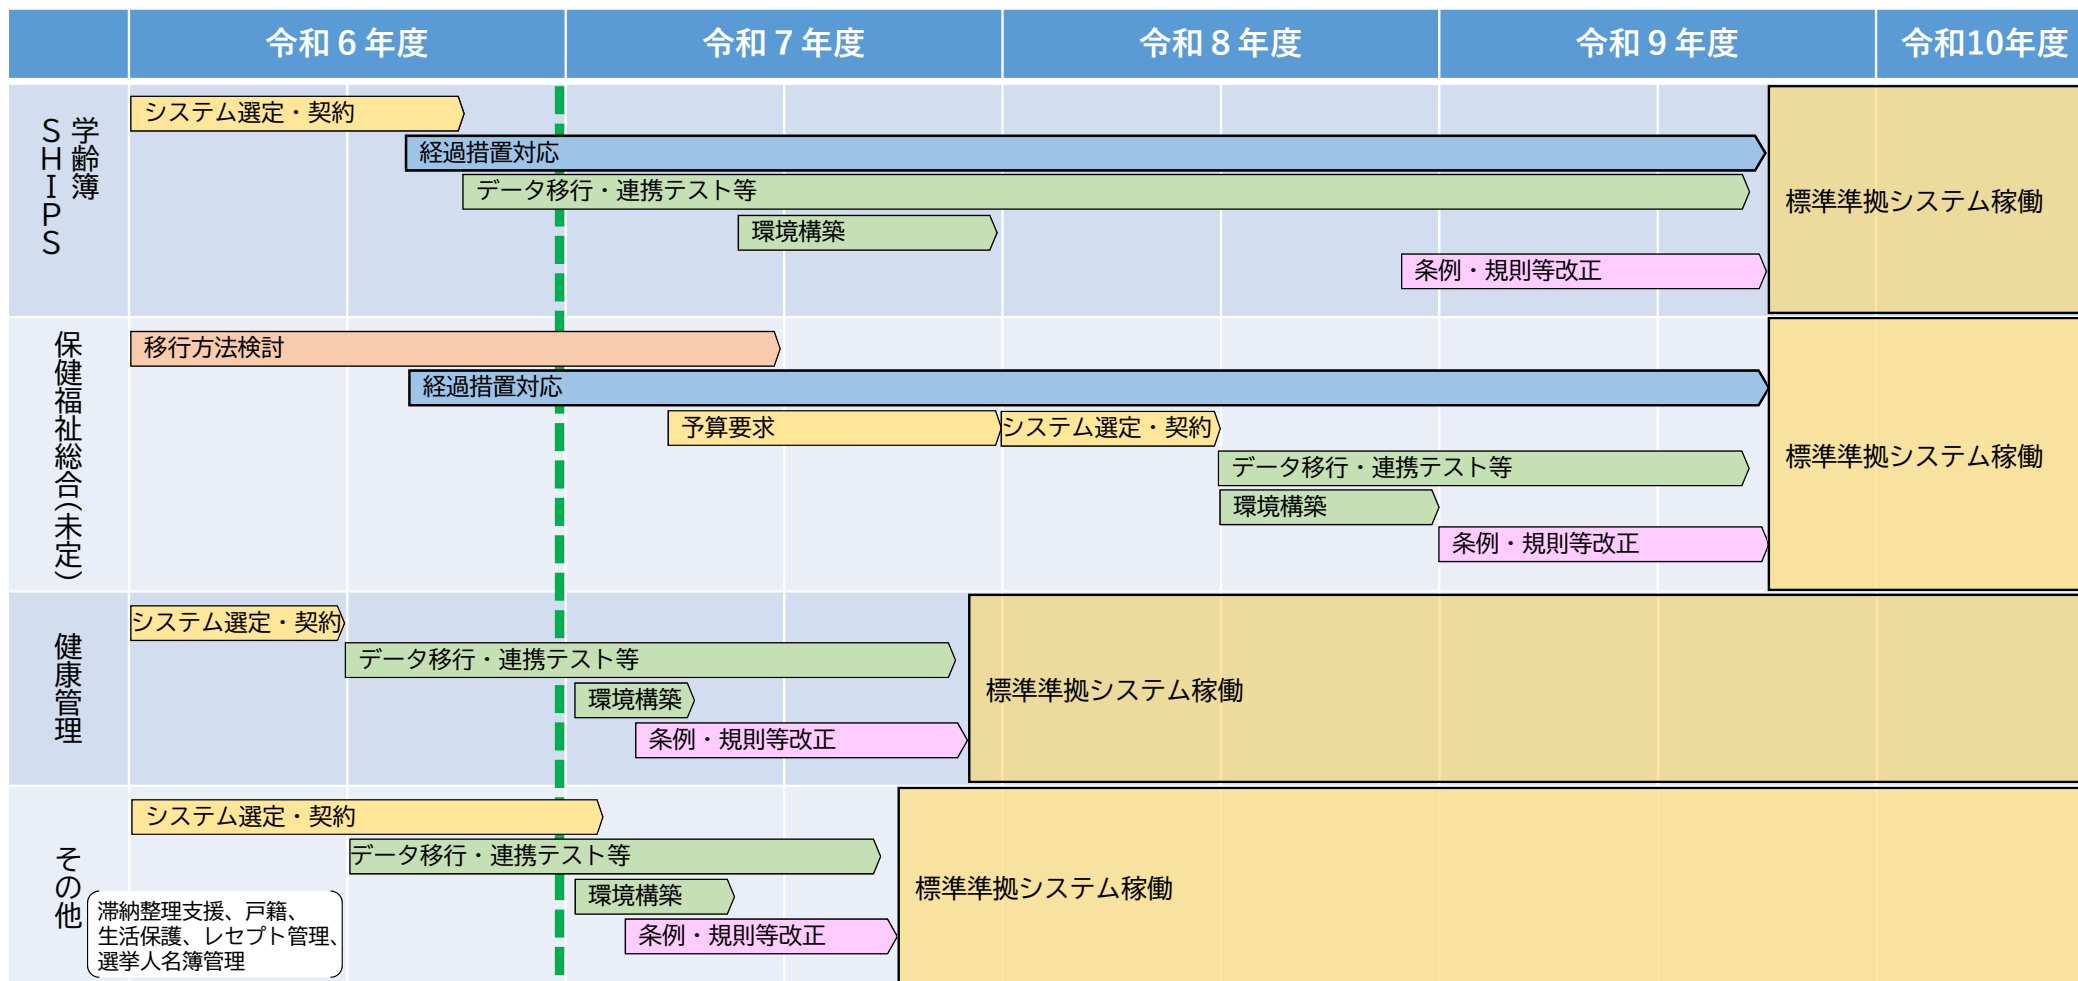 令和６年度
令和７年度
令和８年度
令和９年度
令和10年度
学齢簿
ＳＨＩＰＳ
システム選定・契約
経過措置対応
データ移行・連携テスト等
環境構築
条例・規則等改正
標準準拠システム稼働
保健福祉総合（未定）
移行方法検討
経過措置対応
予算要求
システム選定・契約
データ移行・連携テスト等
環境構築
条例・規則等改正
標準準拠システム稼働
健康管理
システム選定・契約
データ移行・連携テスト等
環境構築
条例・規則等改正
標準準拠システム稼働
その他
滞納整理支援、戸籍、
生活保護、レセプト管理、
選挙人名簿管理
システム選定・契約
データ移行・連携テスト等
環境構築
条例・規則等改正
標準準拠システム稼働